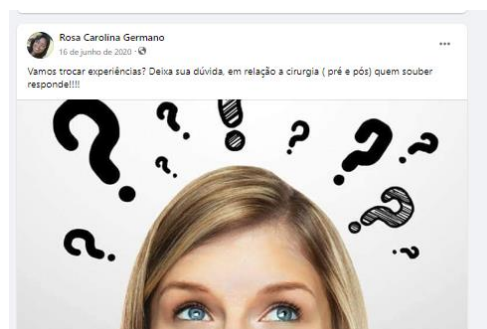 Rosa Carolina Germano
16 de junho de 2020 ·
Vamos trocar experiências? Deixa sua dúvida, em relação a cirurgia ( pré e pós) quem souber
responde!!!!